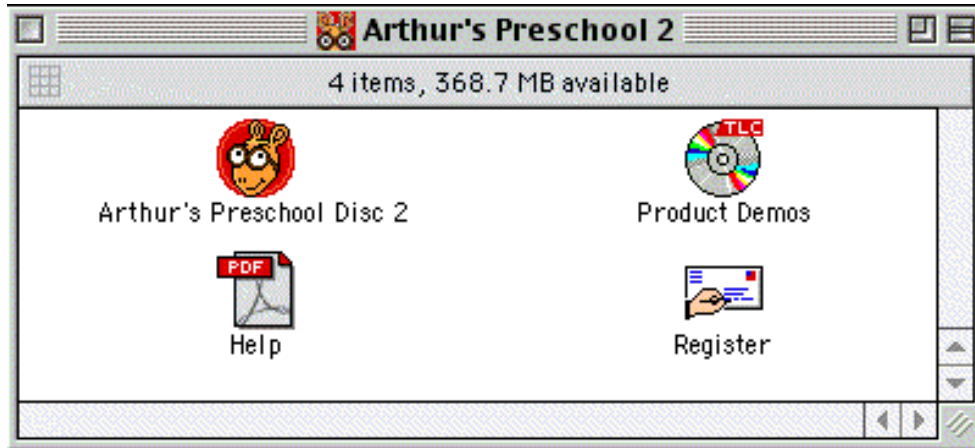 Arthur's Preschool 2
4 items, 368.7 MB available
TLC
Arthur's Preschool Disc 2
Product Demos
PDF
Help
Register